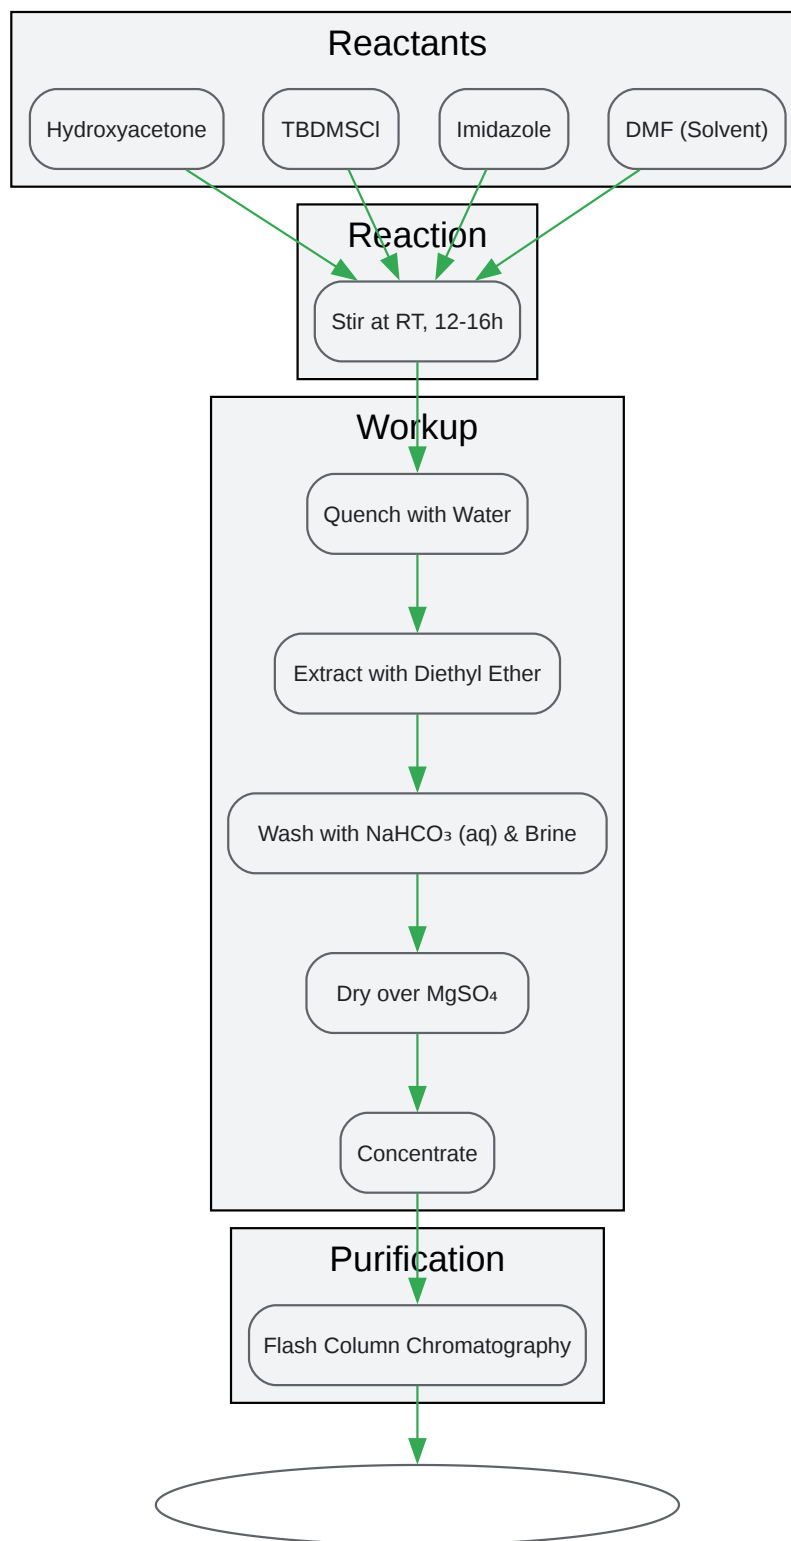 Reactants
Hydroxyacetone
TBDMSCl
Imidazole
DMF (Solvent)
Reaction
Stir at RT, 12-16h
Workup
Quench with Water
Extract with Diethyl Ether
Wash with NaHCO₃ (aq) & Brine
Dry over MgSO₄
Concentrate
Purification
Flash Column Chromatography